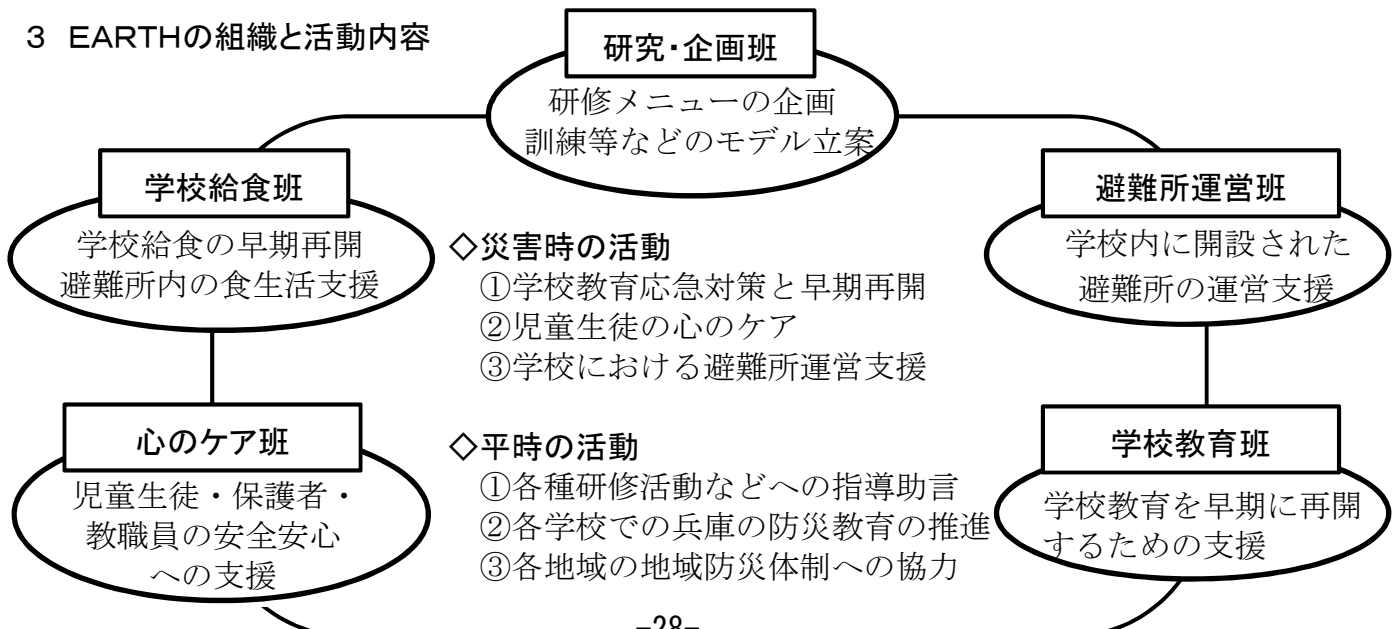 3 EARTHの組織と活動内容
研究・企画班
研修メニューの企画
訓練等などのモデル立案
学校給食班
学校給食の早期再開
避難所内の食生活支援
避難所運営班
学校内に開設された
避難所の運営支援
◇災害時の活動
①学校教育応急対策と早期再開
②児童生徒の心のケア
③学校における避難所運営支援
心のケア班
児童生徒・保護者・
教職員の安全安心
への支援
◇平時の活動
①各種研修活動などへの指導助言
②各学校での兵庫の防災教育の推進
③各地域の地域防災体制への協力
学校教育班
学校教育を早期に再開
するための支援
-28-